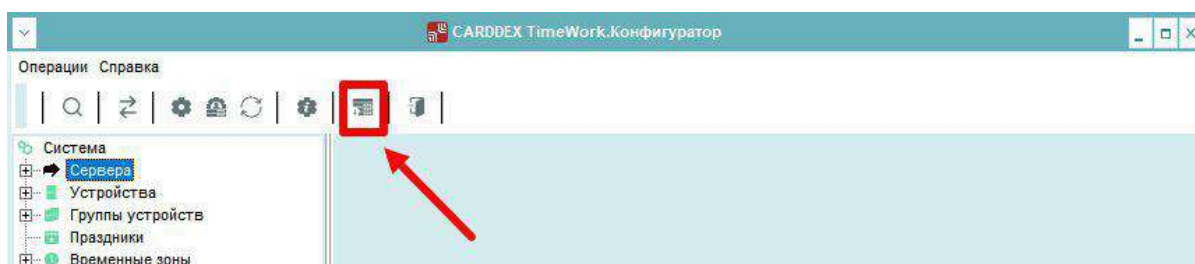 CARDDEX TimeWork.Конфигуратор
Операции Справка
Система
Сервера
Устройства
Группы устройств
Праздники
Временные зоны